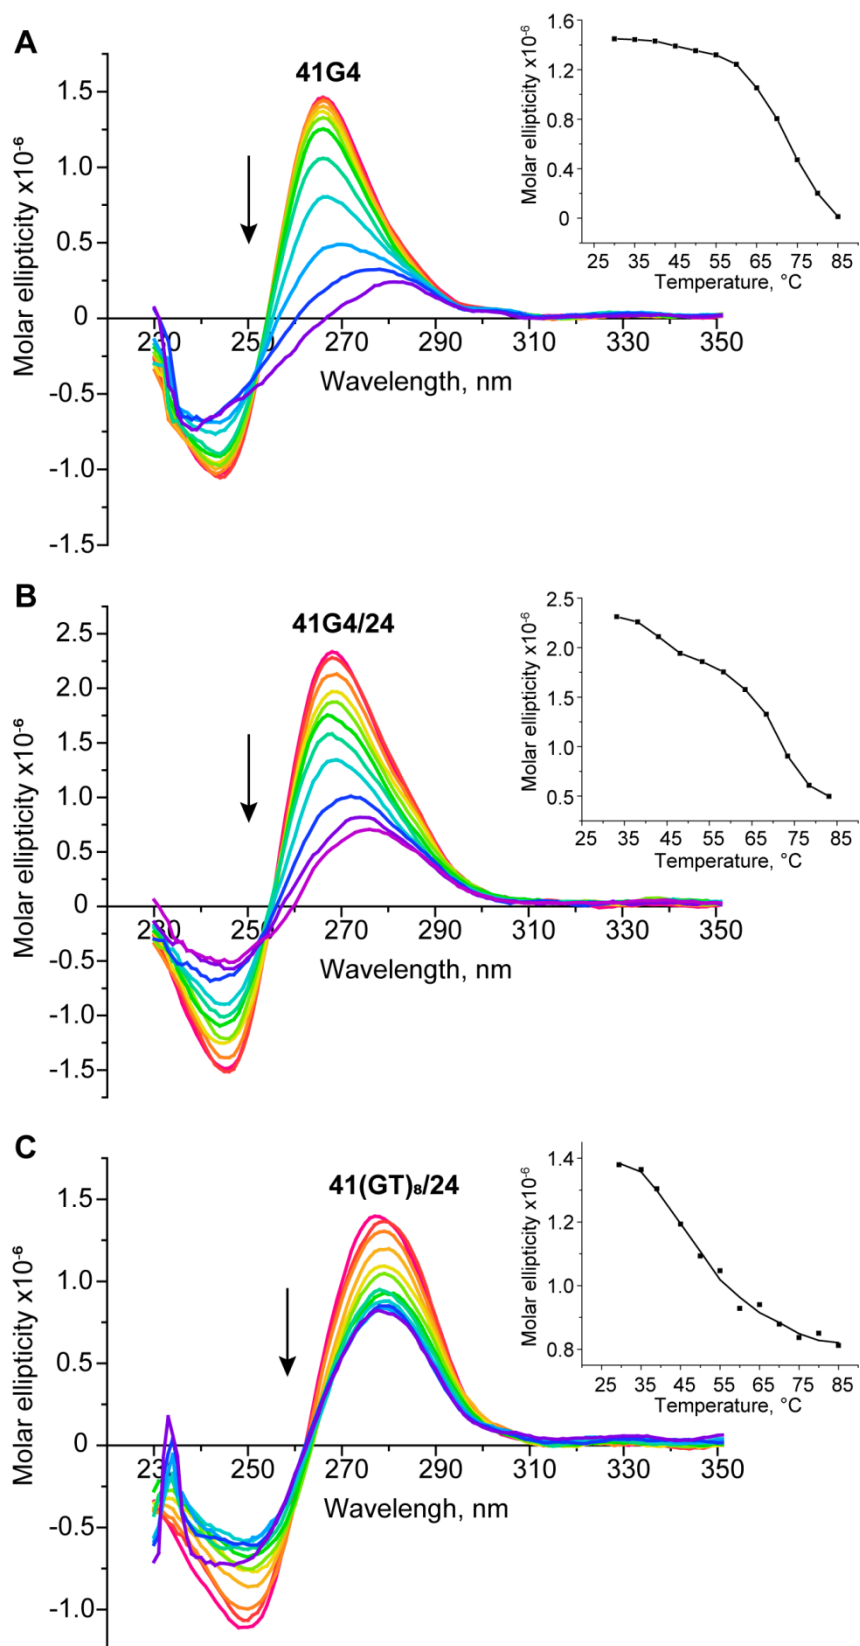 A
41G4
Molar ellipticity x10⁻⁶
1.5
1.0
0.5
0
-0.5
-1.0
-1.5
230 250 270 290 310 330 350
Wavelength, nm
Molar ellipticity x10⁻⁶
1.6
1.2
0.8
0.4
0
25 35 45 55 65 75 85
Temperature, °C
B
41G4/24
Molar ellipticity x10⁻⁶
2.5
2.0
1.5
1.0
0.5
0
-0.5
-1.0
-1.5
230 250 270 290 310 330 350
Wavelength, nm
Molar ellipticity x10⁻⁶
2.5
2.0
1.5
1.0
0.5
25 35 45 55 65 75 85
Temperature, °C
C
41(GT)₈/24
Molar ellipticity x10⁻⁶
1.5
1.0
0.5
0
-0.5
-1.0
230 250 270 290 310 330 350
Wavelengh, nm
Molar ellipticity x10⁻⁶
1.4
1.2
1.0
0.8
25 35 45 55 65 75 85
Temperature, °C